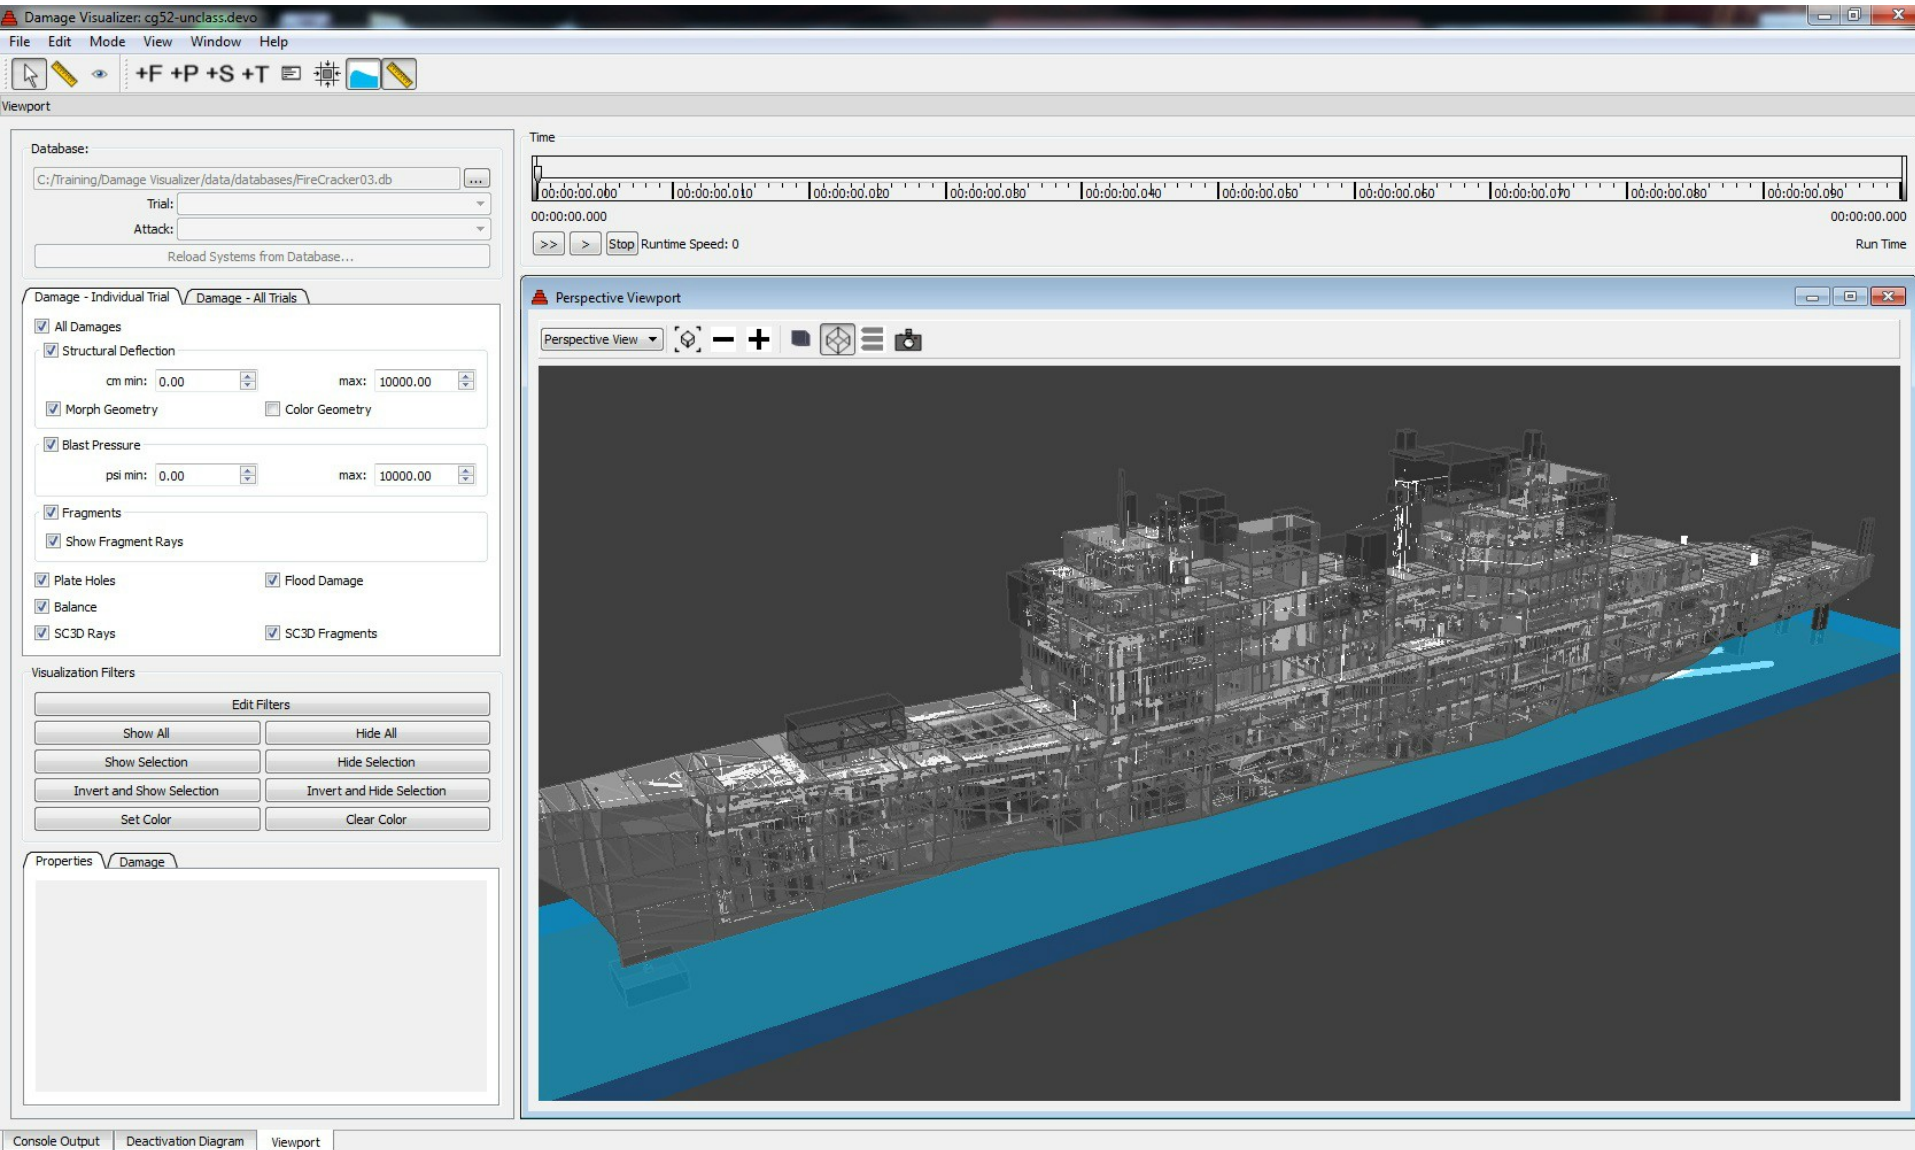 Damage Visualizer: cg52-unclass.devo
File Edit Mode View Window Help
+F +P +S +T
Viewport
Database:
C:/Training/Damage Visualizer/data/databases/FireCracker03.db ...
Trial:
Attack:
Reload Systems from Database...
Damage - Individual Trial Damage - All Trials
All Damages
Structural Deflection
cm min: 0.00 max: 10000.00
Morph Geometry Color Geometry
Blast Pressure
psi min: 0.00 max: 10000.00
Fragments
Show Fragment Rays
Plate Holes Flood Damage
Balance
SC3D Rays SC3D Fragments
Visualization Filters
Edit Filters
Show All Hide All
Show Selection Hide Selection
Invert and Show Selection Invert and Hide Selection
Set Color Clear Color
Properties Damage
Time
00:00:00.000 00:00:00.010 00:00:00.020 00:00:00.030 00:00:00.040 00:00:00.050 00:00:00.060 00:00:00.070 00:00:00.080 00:00:00.090
00:00:00.000 00:00:00.000
>> > Stop Runtime Speed: 0 Run Time
Perspective Viewport
Perspective View
Console Output Deactivation Diagram Viewport